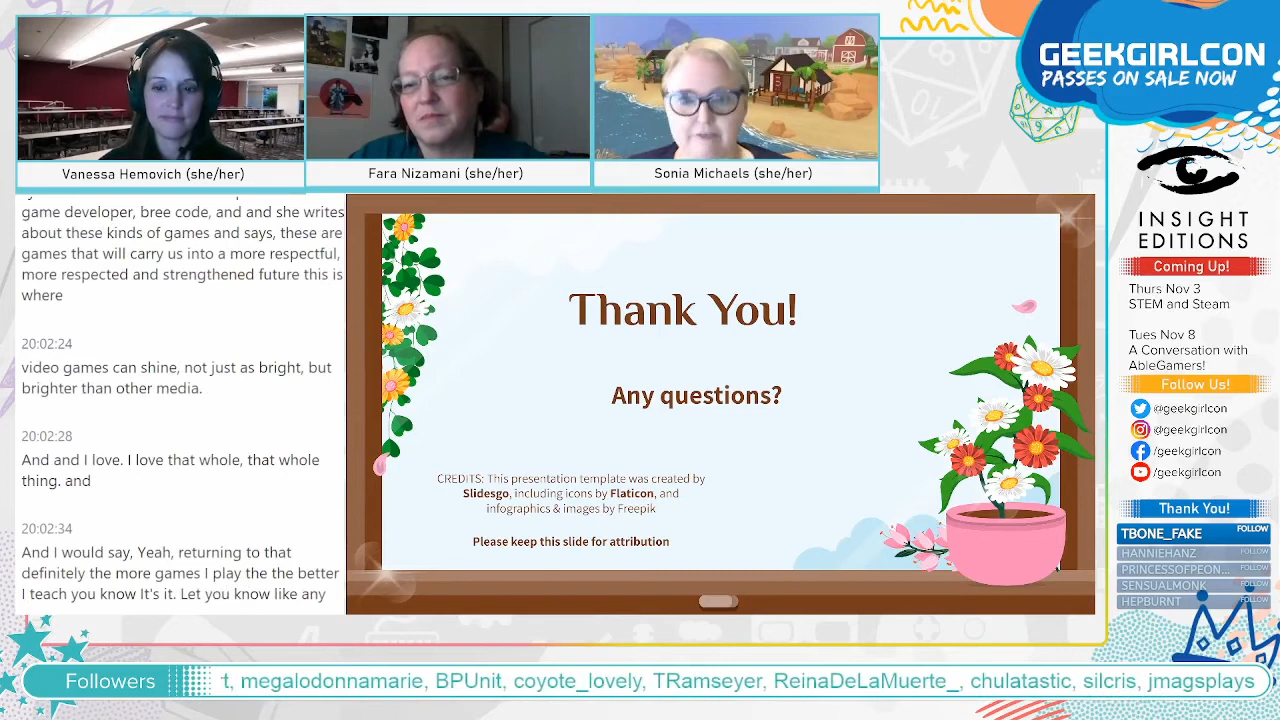 GEEKGIRLCON
PASSES ON SALE NOW
Vanessa Hemovich (she/her)
Fara Nizamani (she/her)
Sonia Michaels (she/her)
game developer, bree code, and and she writes
about these kinds of games and says, these are
games that will carry us into a more respectful,
more respected and strengthened future this is
where
20:02:24
video games can shine, not just as bright, but
brighter than other media.
20:02:28
And and I love. I love that whole, that whole
thing. and
20:02:34
And I would say, Yeah, returning to that
definitely the more games I play the the better
I teach you know It's it. Let you know like any
Thank You!
Any questions?
CREDITS: This presentation template was created by
Slidesgo, including icons by Flaticon, and
infographics & images by Freepik
Please keep this slide for attribution
INSIGHT
EDITIONS
Coming Up!
Thurs Nov 3
STEM and Steam
Tues Nov 8
A Conversation with
AbleGamers!
Follow Us!
@geekgirlcon
@geekgirlcon
/geekgirlcon
/geekgirlcon
Thank You!
TBONE_FAKE FOLLOW
HANNIEHANZ FOLLOW
PRINCESSOFPEON... FOLLOW
SENSUALMONK FOLLOW
HEPBURNT FOLLOW
Followers t, megalodonnamarie, BPUnit, coyote_lovely, TRamseyer, ReinaDeLaMuerte_, chulatastic, silcris, jmagsplays